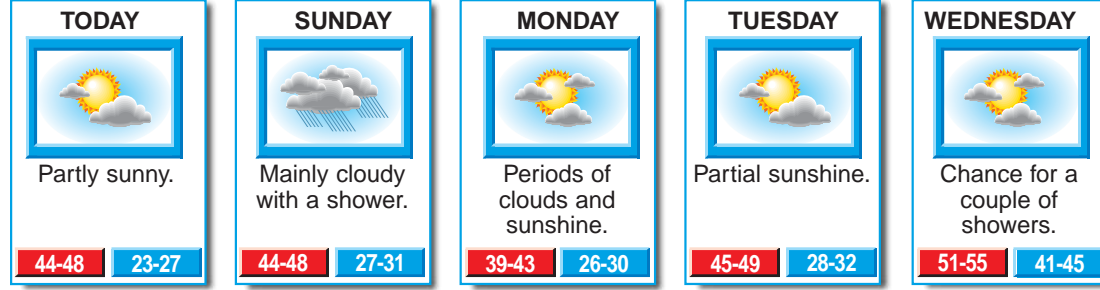 TODAY
Partly sunny.
44-48 23-27
SUNDAY
Mainly cloudy
with a shower.
44-48 27-31
MONDAY
Periods of
clouds and
sunshine.
39-43 26-30
TUESDAY
Partial sunshine.
45-49 28-32
WEDNESDAY
Chance for a
couple of
showers.
51-55 41-45